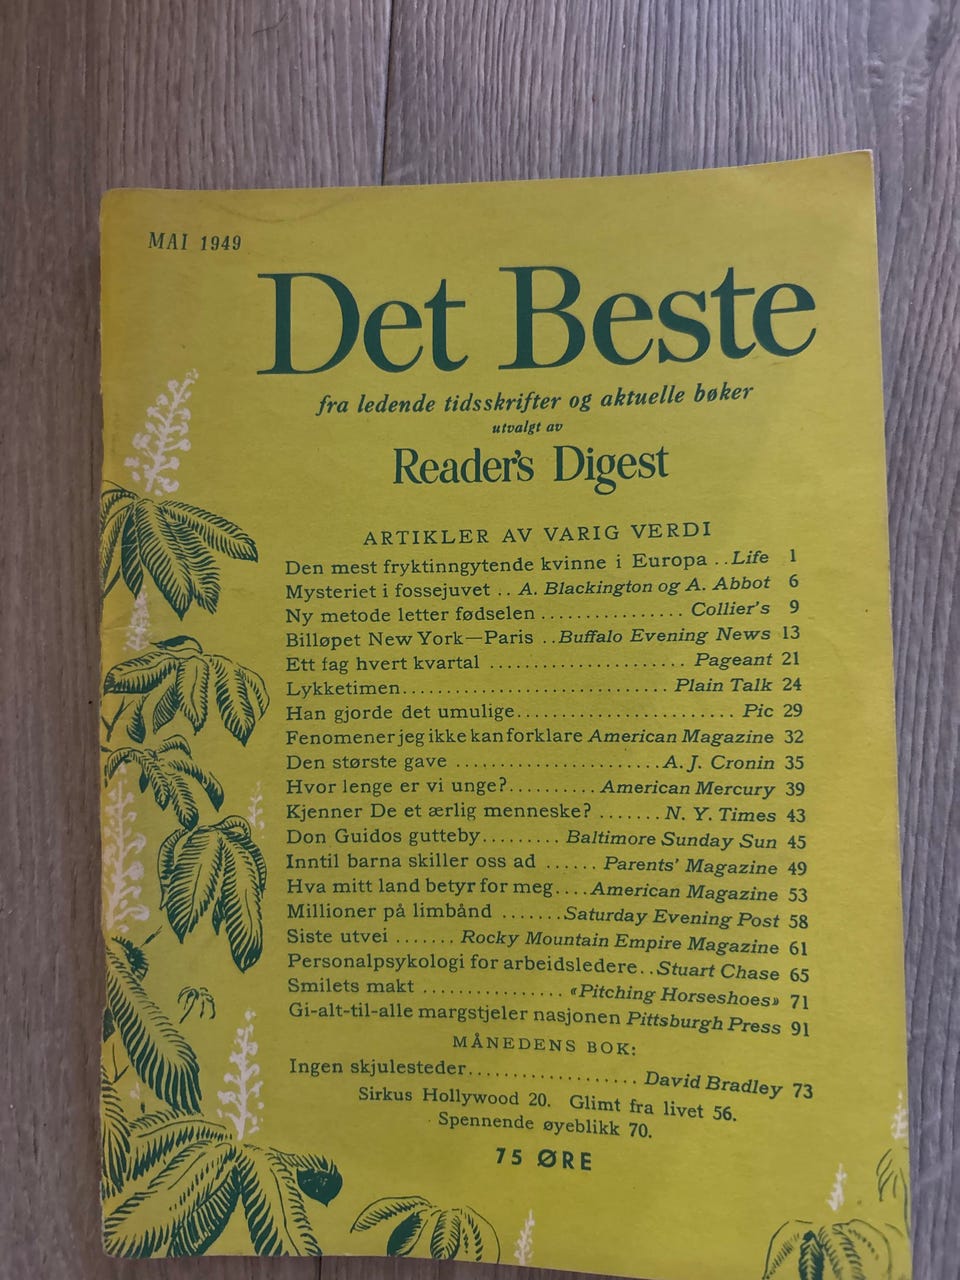 MAI 1949
Det Beste
fra ledende tidsskrifter og aktuelle bøker
utvalgt av
Reader's Digest
ARTIKLER AV VARIG VERDI
Den mest fryktinngytende kvinne i Europa .. Life 1
Mysteriet i fossejuvet .. A. Blackington og A. Abbot 6
Ny metode letter fødselen ................ Collier's 9
Billøpet New York—Paris .. Buffalo Evening News 13
Ett fag hvert kvartal ...................... Pageant 21
Lykketimen.............................. Plain Talk 24
Han gjorde det umulige........................ Pic 29
Fenomener jeg ikke kan forklare American Magazine 32
Den største gave .......................A. J. Cronin 35
Hvor lenge er vi unge?.......... American Mercury 39
Kjenner De et ærlig menneske? ....... N. Y. Times 43
Don Guidos gutteby......... Baltimore Sunday Sun 45
Inntil barna skiller oss ad ...... Parents' Magazine 49
Hva mitt land betyr for meg.... American Magazine 53
Millioner på limbånd .......Saturday Evening Post 58
Siste utvei ....... Rocky Mountain Empire Magazine 61
Personalpsykologi for arbeidsledere.. Stuart Chase 65
Smilets makt ................ «Pitching Horseshoes» 71
Gi-alt-til-alle margstjeler nasjonen Pittsburgh Press 91
MÅNEDENS BOK:
Ingen skjulesteder................... David Bradley 73
Sirkus Hollywood 20. Glimt fra livet 56.
Spennende øyeblikk 70.
75 ØRE